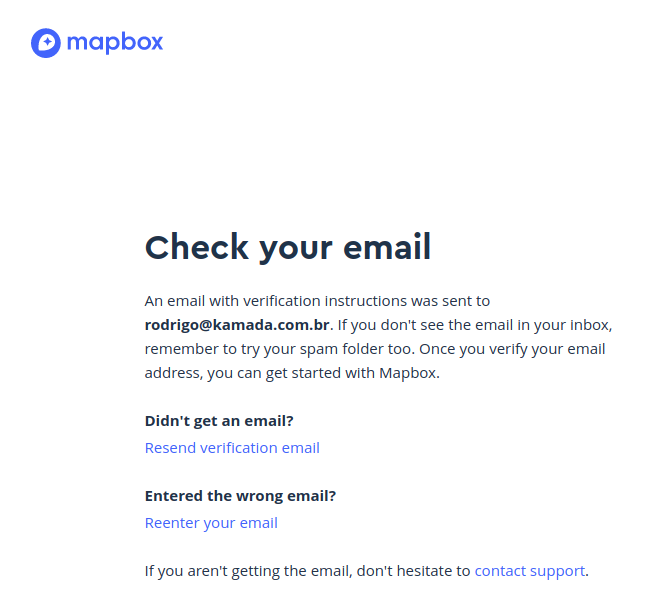 mapbox
Check your email
An email with verification instructions was sent to
rodrigo@kamada.com.br. If you don't see the email in your inbox,
remember to try your spam folder too. Once you verify your email
address, you can get started with Mapbox.
Didn't get an email?
Resend verification email
Entered the wrong email?
Reenter your email
If you aren't getting the email, don't hesitate to contact support.